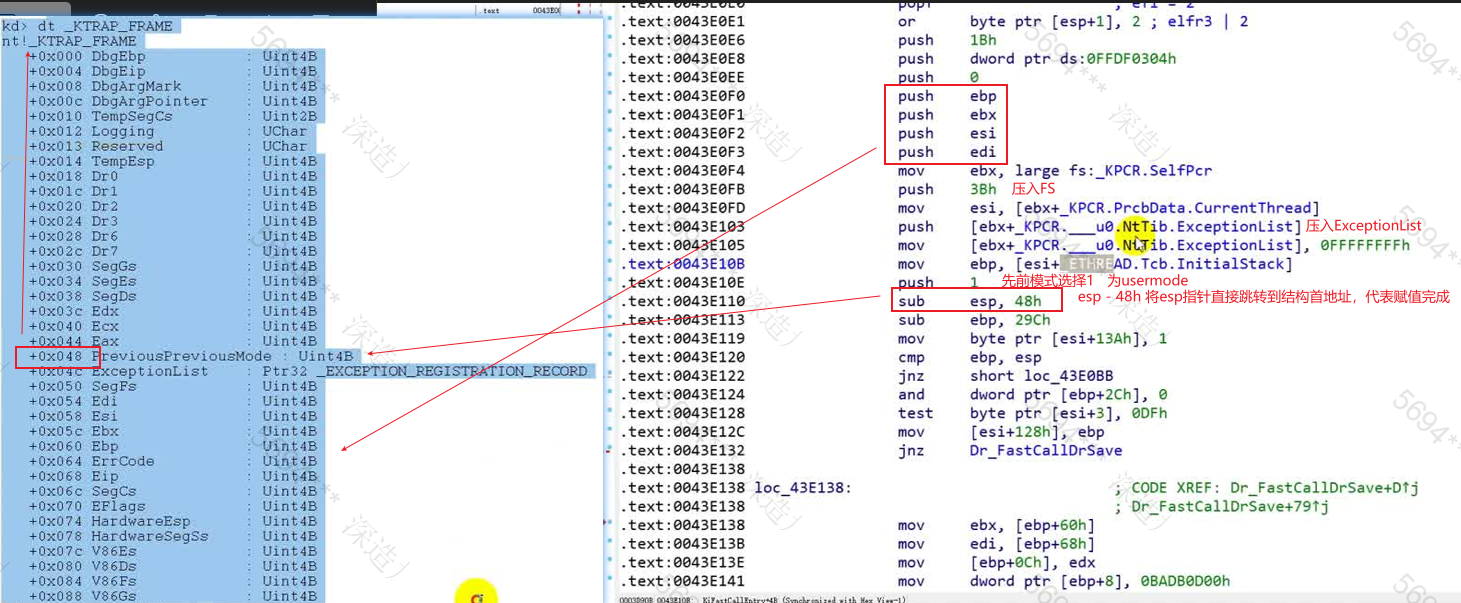 .text 0043E0
kd> dt _KTRAP_FRAME
nt!_KTRAP_FRAME
+0x000 DbgEbp : Uint4B
+0x004 DbgEip : Uint4B
+0x008 DbgArgMark : Uint4B
+0x00c DbgArgPointer : Uint4B
+0x010 TempSegCs : Uint2B
+0x012 Logging : UChar
+0x013 Reserved : UChar
+0x014 TempEsp : Uint4B
+0x018 Dr0 : Uint4B
+0x01c Dr1 : Uint4B
+0x020 Dr2 : Uint4B
+0x024 Dr3 : Uint4B
+0x028 Dr6 : Uint4B
+0x02c Dr7 : Uint4B
+0x030 SegGs : Uint4B
+0x034 SegEs : Uint4B
+0x038 SegDs : Uint4B
+0x03c Edx : Uint4B
+0x040 Ecx : Uint4B
+0x044 Eax : Uint4B
+0x048 PreviousPreviousMode : Uint4B
+0x04c ExceptionList : Ptr32 _EXCEPTION_REGISTRATION_RECORD
+0x050 SegFs : Uint4B
+0x054 Edi : Uint4B
+0x058 Esi : Uint4B
+0x05c Ebx : Uint4B
+0x060 Ebp : Uint4B
+0x064 ErrCode : Uint4B
+0x068 Eip : Uint4B
+0x06c SegCs : Uint4B
+0x070 EFlags : Uint4B
+0x074 HardwareEsp : Uint4B
+0x078 HardwareSegSs : Uint4B
+0x07c V86Es : Uint4B
+0x080 V86Ds : Uint4B
+0x084 V86Fs : Uint4B
+0x088 V86Gs : Uint4B
.text:0043E0E1 or byte ptr [esp+1], 2 ; elfr3 | 2
.text:0043E0E6 push 1Bh
.text:0043E0E8 push dword ptr ds:0FFDF0304h
.text:0043E0EE push 0
.text:0043E0F0 push ebp
.text:0043E0F1 push ebx
.text:0043E0F2 push esi
.text:0043E0F3 push edi
.text:0043E0F4 mov ebx, large fs:_KPCR.SelfPcr
.text:0043E0FB push 3Bh 压入FS
.text:0043E0FD mov esi, [ebx+_KPCR.PrcbData.CurrentThread]
.text:0043E103 push [ebx+_KPCR.___u0.NtTib.ExceptionList] 压入ExceptionList
.text:0043E105 mov [ebx+_KPCR.___u0.NtTib.ExceptionList], 0FFFFFFFFh
.text:0043E10B mov ebp, [esi+_ETHREAD.Tcb.InitialStack]
.text:0043E10E push 1 先前模式选择1 为usermode
.text:0043E110 sub esp, 48h esp - 48h 将esp指针直接跳转到结构首地址，代表赋值完成
.text:0043E113 sub ebp, 29Ch
.text:0043E119 mov byte ptr [esi+13Ah], 1
.text:0043E120 cmp ebp, esp
.text:0043E122 jnz short loc_43E0BB
.text:0043E124 and dword ptr [ebp+2Ch], 0
.text:0043E128 test byte ptr [esi+3], 0DFh
.text:0043E12C mov [esi+128h], ebp
.text:0043E132 jnz Dr_FastCallDrSave
.text:0043E138
.text:0043E138 loc_43E138: ; CODE XREF: Dr_FastCallDrSave+D↑j
.text:0043E138 ; Dr_FastCallDrSave+79↑j
.text:0043E138 mov ebx, [ebp+60h]
.text:0043E13B mov edi, [ebp+68h]
.text:0043E13E mov [ebp+0Ch], edx
.text:0043E141 mov dword ptr [ebp+8], 0BADB0D00h